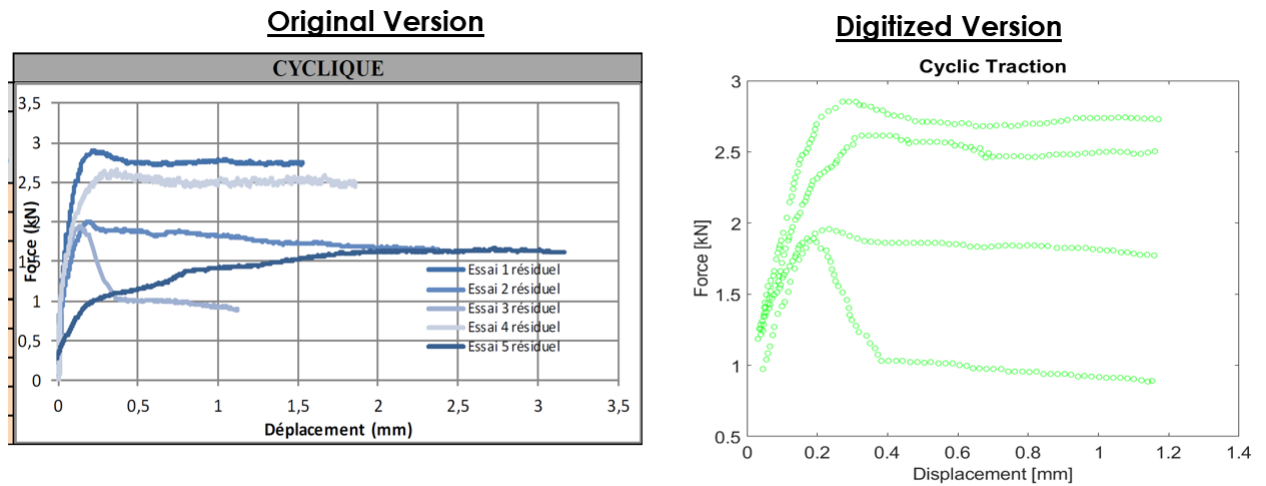 Original Version
Digitized Version
CYCLIQUE
3,5
3
2,5
2
1,5
1
0,5
0
Force (kN)
0
0,5
1
1,5
2
2,5
3
3,5
Déplacement (mm)
Essai 1 résiduel
Essai 2 résiduel
Essai 3 résiduel
Essai 4 résiduel
Essai 5 résiduel
Cyclic Traction
3
2.5
2
1.5
1
0.5
Force [kN]
0
0.2
0.4
0.6
0.8
1
1.2
1.4
Displacement [mm]